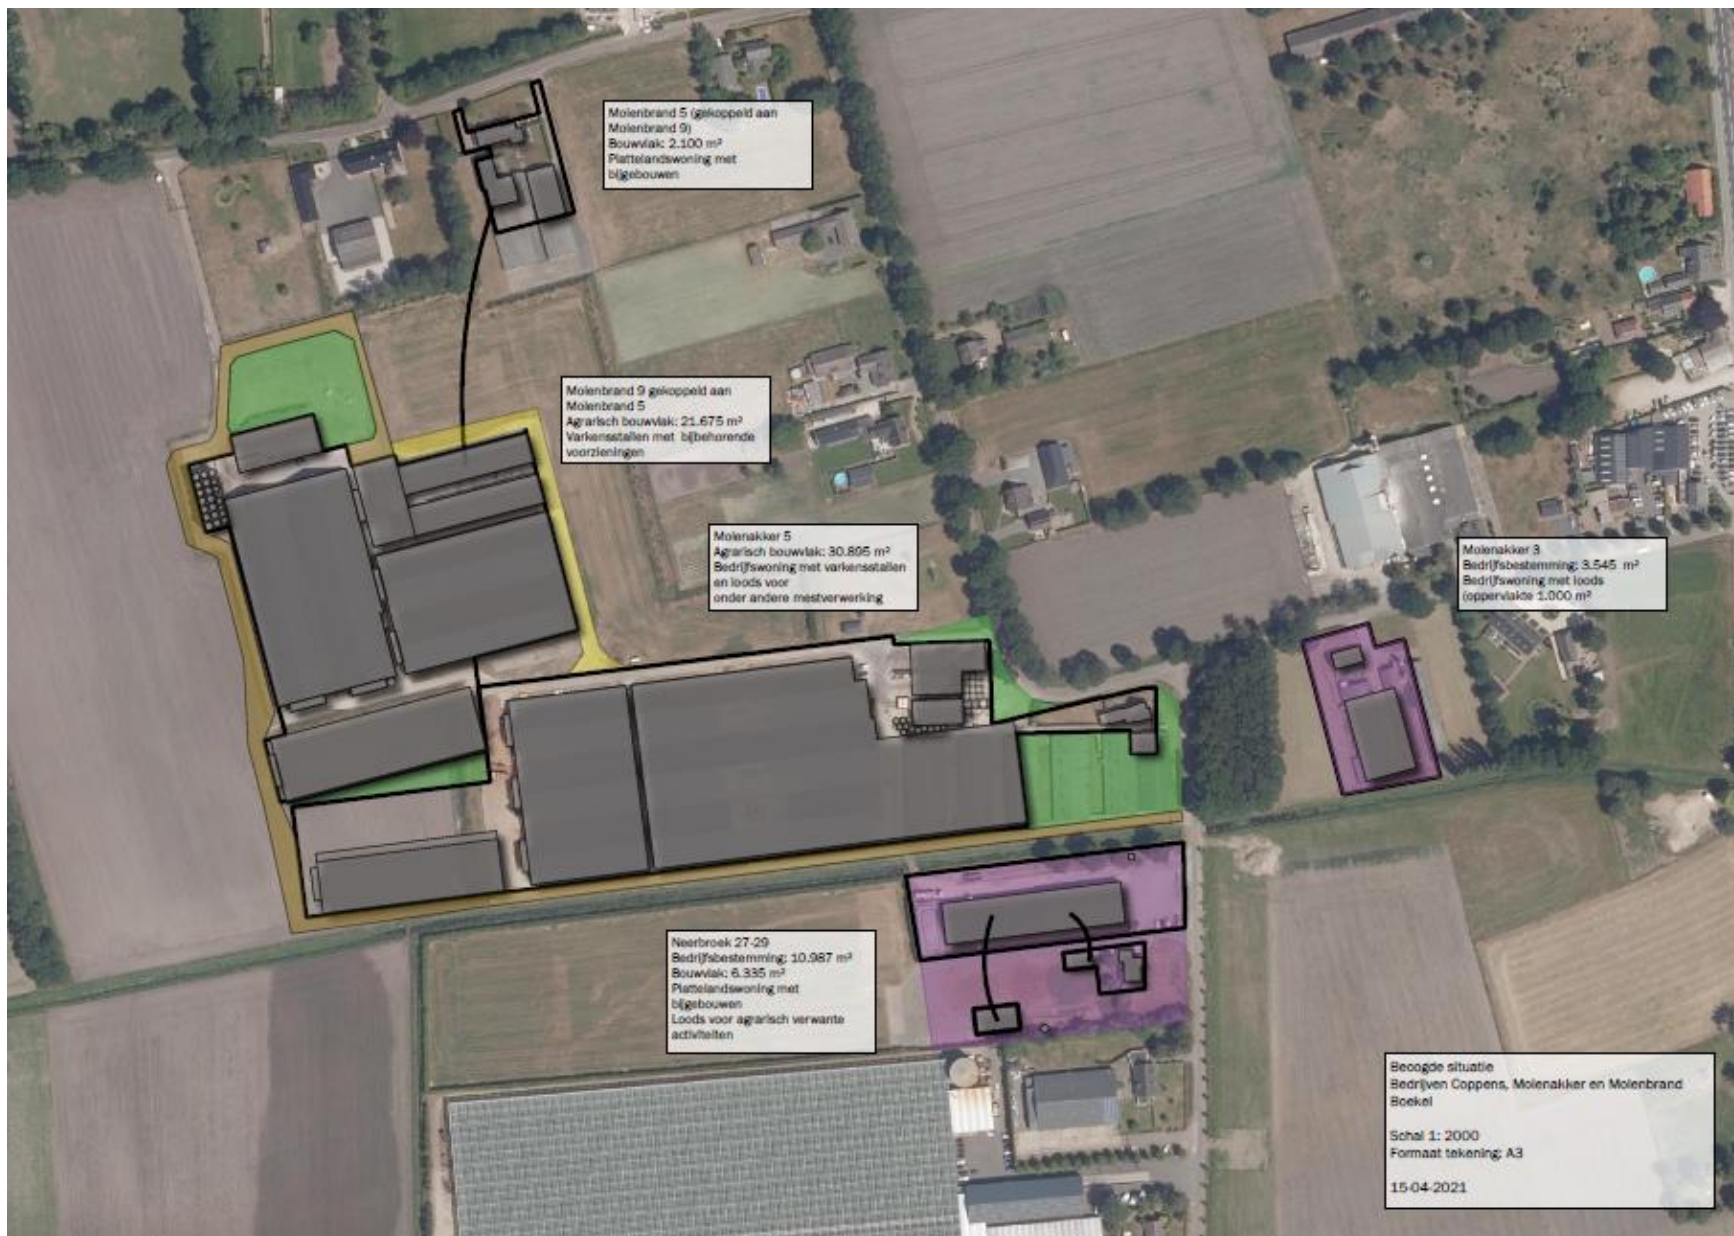 Molenbrand 5 (gekoppeld aan
Molenbrand 9)
Bouwvlak: 2.100 m²
Plattelandswoning met
bijgebouwen
Molenbrand 9 gekoppeld aan
Molenbrand 5
Agrarisch bouwvlak: 21.675 m²
Varkensstallen met bijbehorende
voorzieningen
Molenakker 5
Agrarisch bouwvlak: 30.895 m²
Bedrijfswoning met varkensstallen
en loods voor
onder andere mestverwerking
Molenakker 3
Bedrijfsbestemming: 3.545 m²
Bedrijfswoning met loods
(oppervlakte 1.000 m²
Neerbroek 27-29
Bedrijfsbestemming: 10.987 m²
Bouwvlak: 6.335 m²
Plattelandswoning met
bijgebouwen
Loods voor agrarisch verwante
activiteiten
Beoogde situatie
Bedrijven Coppens, Molenakker en Molenbrand
Boekel
Schal 1: 2000
Formaat tekening: A3
15-04-2021